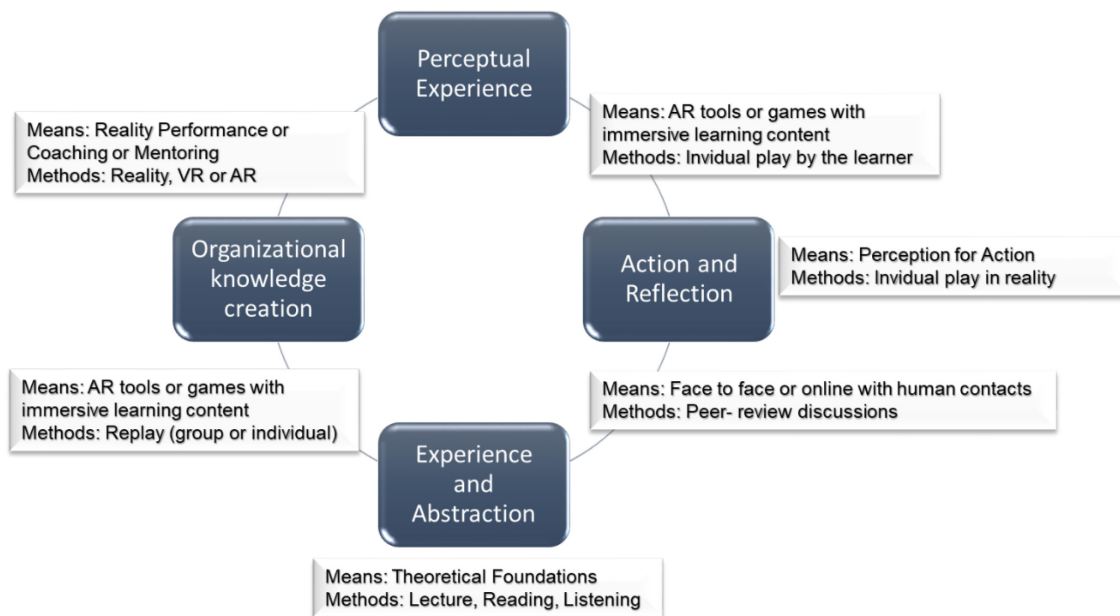 Perceptual
Experience
Means: AR tools or games with
immersive learning content
Methods: Invidual play by the learner
Means: Reality Performance or
Coaching or Mentoring
Methods: Reality, VR or AR
Organizational
knowledge
creation
Action and
Reflection
Means: Perception for Action
Methods: Invidual play in reality
Means: AR tools or games with
immersive learning content
Methods: Replay (group or individual)
Means: Face to face or online with human contacts
Methods: Peer- review discussions
Experience
and
Abstraction
Means: Theoretical Foundations
Methods: Lecture, Reading, Listening